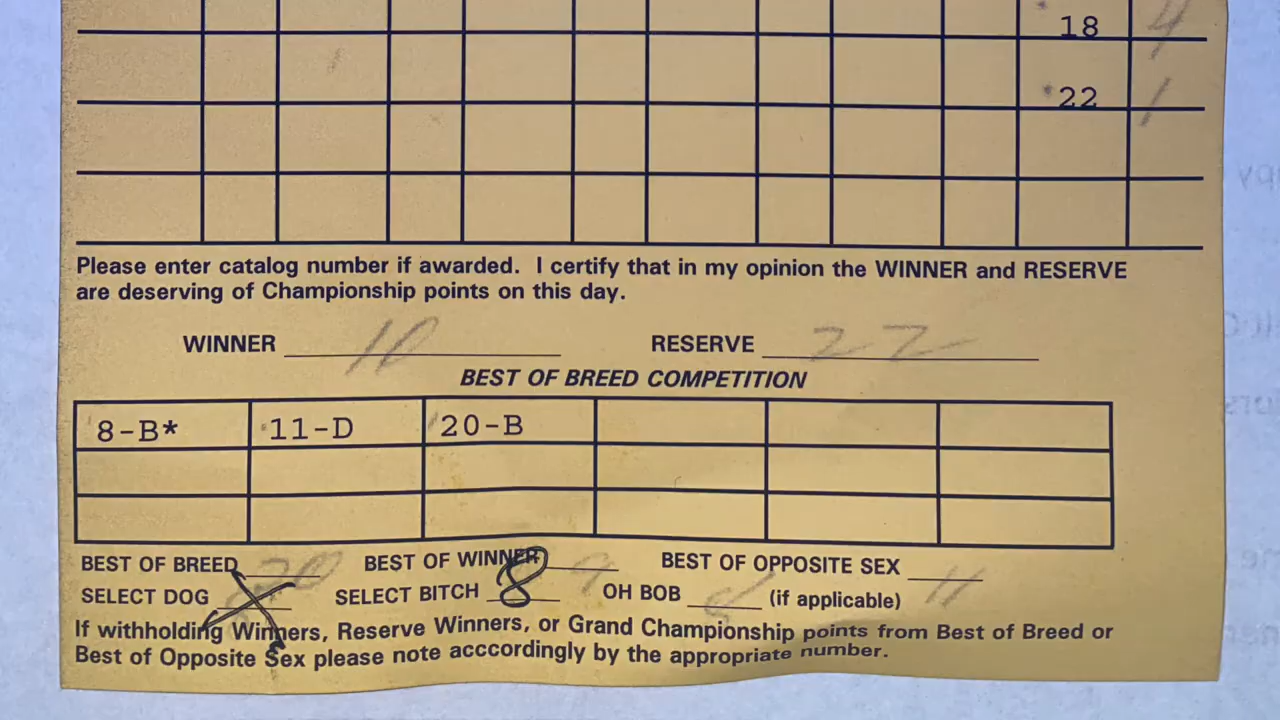 18 4
22 1
Please enter catalog number if awarded. I certify that in my opinion the WINNER and RESERVE
are deserving of Championship points on this day.
WINNER 10 RESERVE 22
BEST OF BREED COMPETITION
8-B* 11-D 20-B
BEST OF BREED 20 BEST OF WINNER 9 BEST OF OPPOSITE SEX 11
SELECT DOG SELECT BITCH 8 OH BOB (if applicable)
If withholding Winners, Reserve Winners, or Grand Championship points from Best of Breed or
Best of Opposite Sex please note acccordingly by the appropriate number.